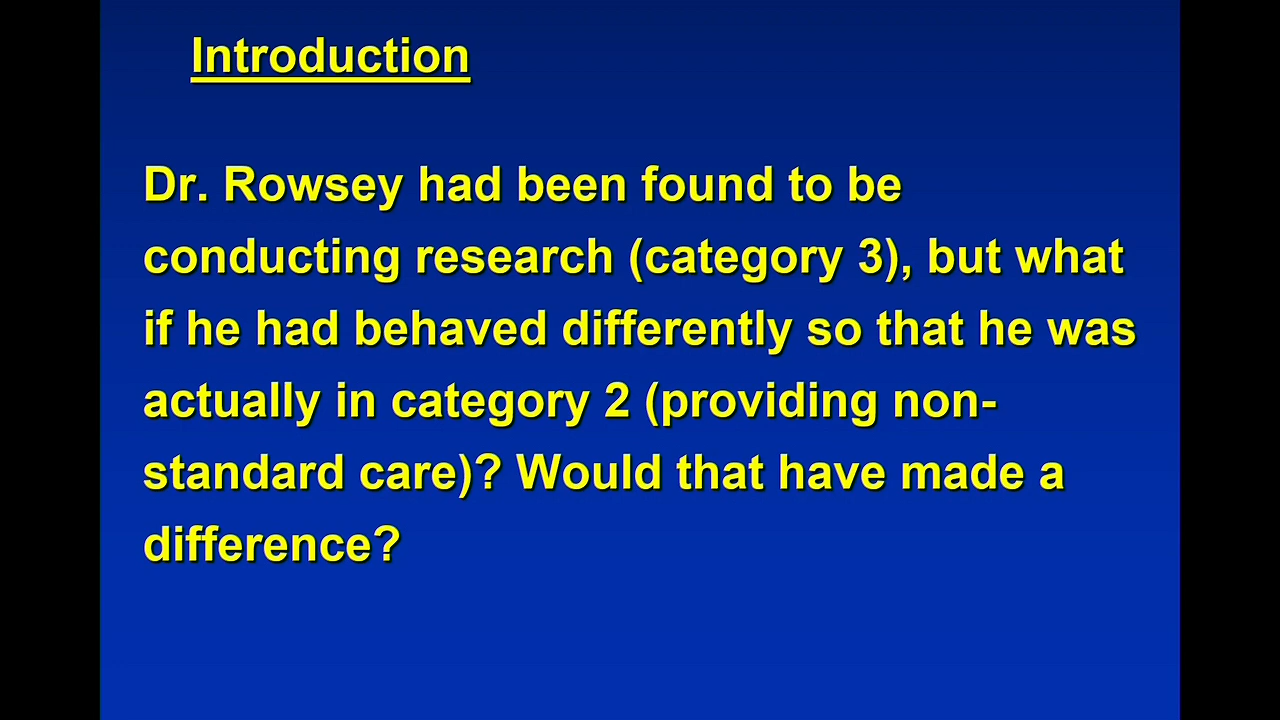 Introduction
Dr. Rowsey had been found to be
conducting research (category 3), but what
if he had behaved differently so that he was
actually in category 2 (providing non-
standard care)? Would that have made a
difference?